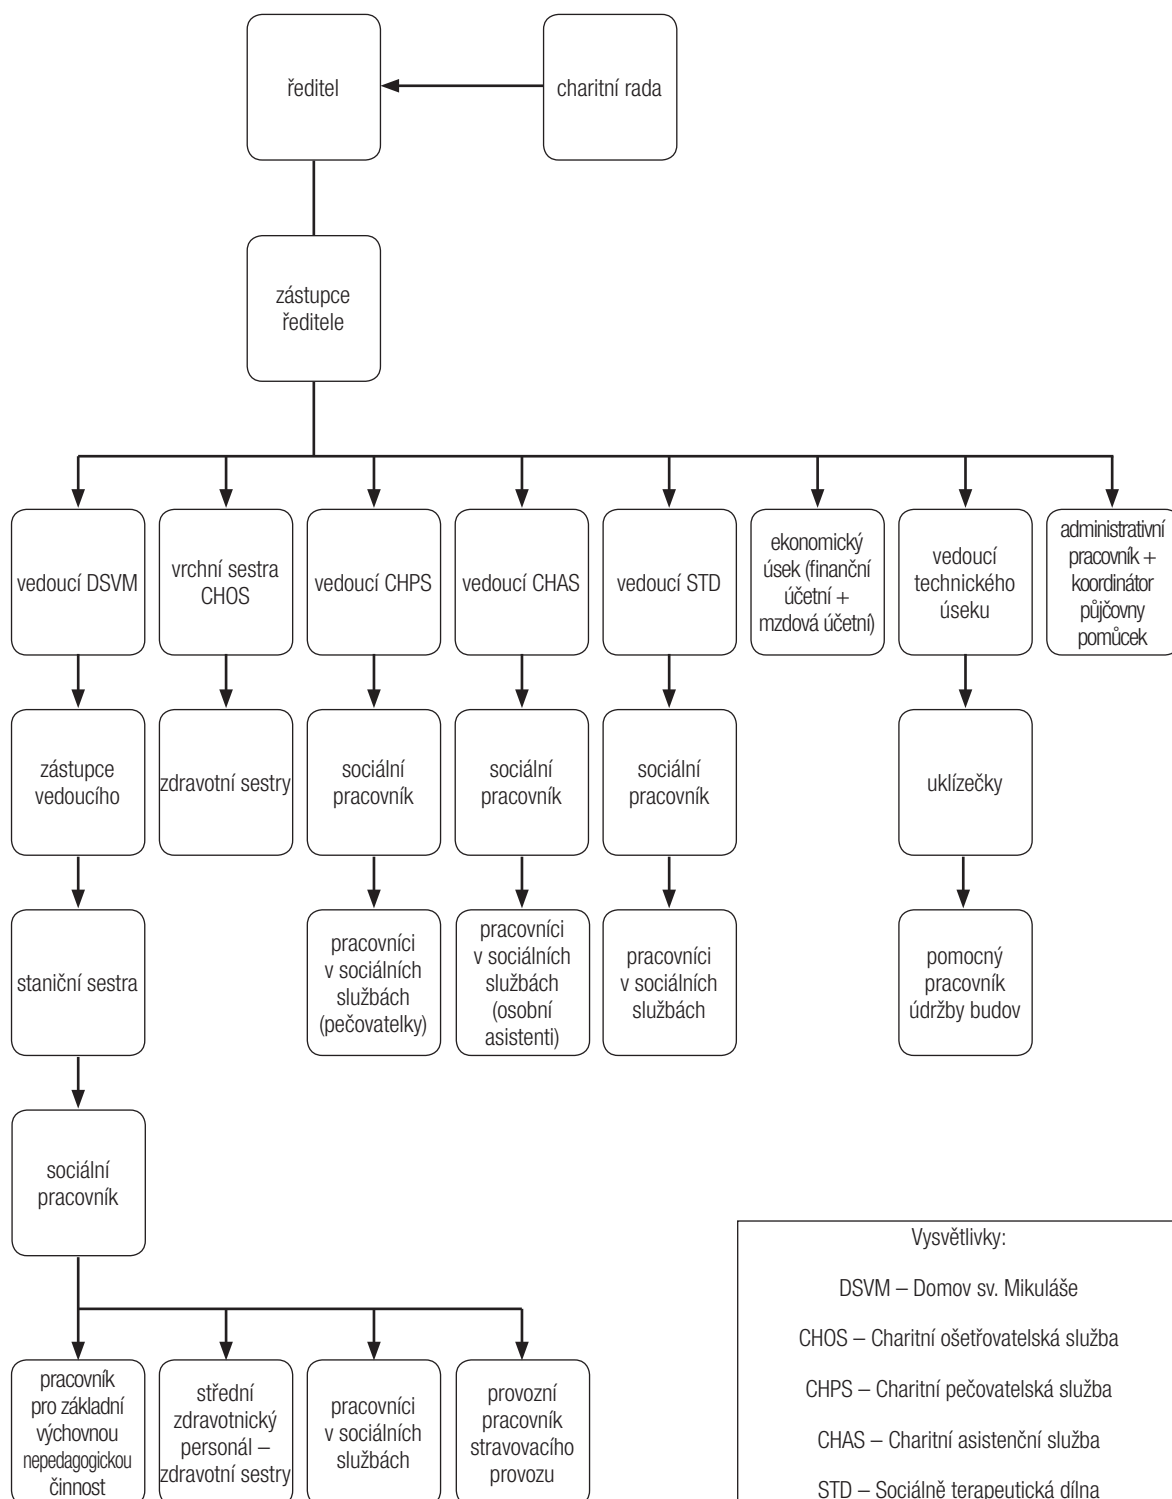 ředitel
charitní rada
zástupce
ředitele
vedoucí DSVM
vrchní sestra
CHOS
vedoucí CHPS
vedoucí CHAS
vedoucí STD
ekonomický
úsek (finanční
účetní +
mzdová účetní)
vedoucí
technického
úseku
administrativní
pracovník +
koordinátor
půjčovny
pomůcek
zástupce
vedoucího
zdravotní sestry
sociální
pracovník
sociální
pracovník
sociální
pracovník
uklízečky
staniční sestra
pracovníci
v sociálních
službách
(pečovatelky)
pracovníci
v sociálních
službách
(osobní
asistenti)
pracovníci
v sociálních
službách
pomocný
pracovník
údržby budov
sociální
pracovník
pracovník
pro základní
výchovnou
nepedagogickou
činnost
střední
zdravotnický
personál –
zdravotní sestry
pracovníci
v sociálních
službách
provozní
pracovník
stravovacího
provozu
Vysvětlivky:
DSVM – Domov sv. Mikuláše
CHOS – Charitní ošetřovatelská služba
CHPS – Charitní pečovatelská služba
CHAS – Charitní asistenční služba
STD – Sociálně terapeutická dílna